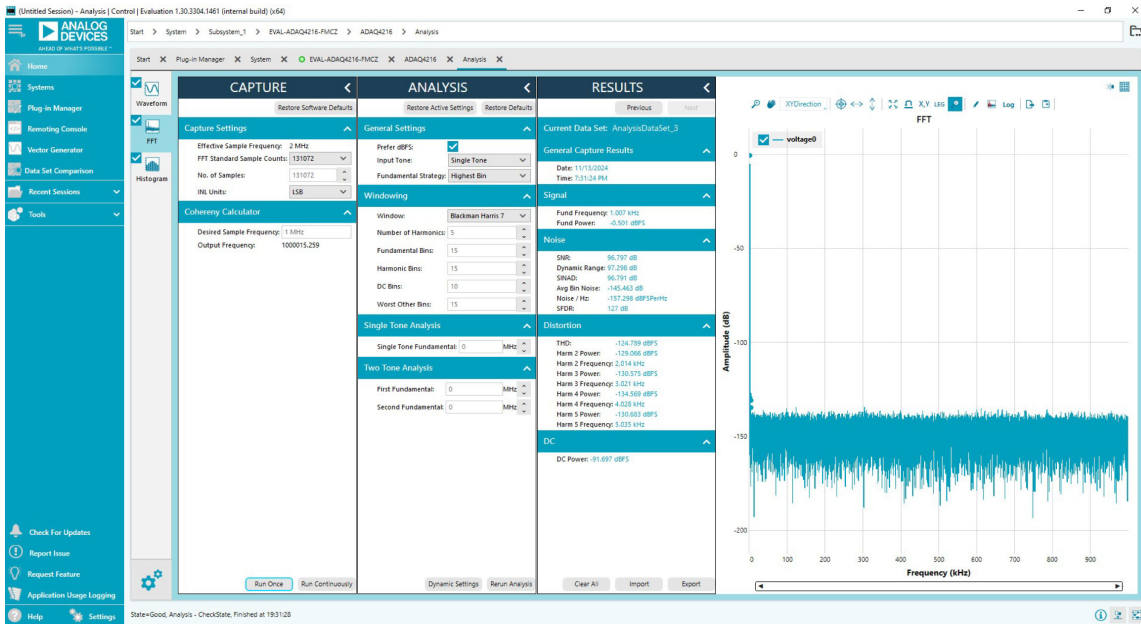 (Untitled Session) - Analysis | Control | Evaluation 1.30.3304.1461 (internal build) (x64)
ANALOG
DEVICES
AHEAD OF WHAT'S POSSIBLE™
Start > System > Subsystem_1 > EVAL-ADAQ4216-FMCZ > ADAQ4216 > Analysis
Start
Plug-in Manager
System
EVAL-ADAQ4216-FMCZ
ADAQ4216
Analysis
Home
Systems
Plug-in Manager
Remoting Console
Vector Generator
Data Set Comparison
Recent Sessions
Tools
Check For Updates
Report Issue
Request Feature
Application Usage Logging
Help
Settings
Waveform
FFT
Histogram
CAPTURE
Restore Software Defaults
Capture Settings
Effective Sample Frequency: 2 MHz
FFT Standard Sample Counts: 131072
No. of Samples: 131072
INL Units: LSB
Coherency Calculator
Desired Sample Frequency: 1 MHz
Output Frequency: 1000015.259
Run Once
Run Continuously
ANALYSIS
Restore Active Settings
Restore Defaults
General Settings
Prefer dBFS:
Input Tone: Single Tone
Fundamental Strategy: Highest Bin
Windowing
Window: Blackman Harris 7
Number of Harmonics: 5
Fundamental Bins: 15
Harmonic Bins: 15
DC Bins: 10
Worst Other Bins: 15
Single Tone Analysis
Single Tone Fundamental: 0 MHz
Two Tone Analysis
First Fundamental: 0 MHz
Second Fundamental: 0 MHz
Dynamic Settings
Rerun Analysis
RESULTS
Previous
Next
Current Data Set: AnalysisDataSet_3
General Capture Results
Date: 11/13/2024
Time: 7:31:24 PM
Signal
Fund Frequency: 1.007 kHz
Fund Power: -0.501 dBFS
Noise
SNR: 96.797 dB
Dynamic Range: 97.298 dB
SINAD: 96.791 dB
Avg Bin Noise: -145.463 dB
Noise / Hz: -157.298 dBFSPerHz
SFDR: 127 dB
Distortion
THD: -124.789 dBFS
Harm 2 Power: -129.066 dBFS
Harm 2 Frequency: 2.014 kHz
Harm 3 Power: -130.575 dBFS
Harm 3 Frequency: 3.021 kHz
Harm 4 Power: -134.569 dBFS
Harm 4 Frequency: 4.028 kHz
Harm 5 Power: -130.683 dBFS
Harm 5 Frequency: 5.035 kHz
DC
DC Power: -91.697 dBFS
Clear All
Import
Export
XYDirection
X,Y
LEG
Log
FFT
voltage0
Amplitude (dB)
0
-50
-100
-150
-200
0 100 200 300 400 500 600 700 800 900
Frequency (kHz)
State=Good, Analysis - CheckState, Finished at 19:31:28